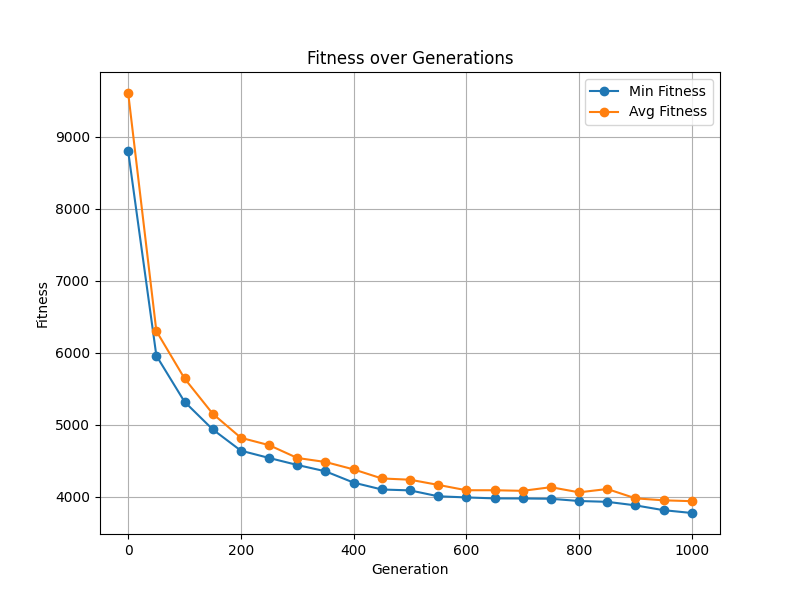 Fitness over Generations
Min Fitness
Avg Fitness
9000
8000
7000
6000
5000
4000
Fitness
0 200 400 600 800 1000
Generation